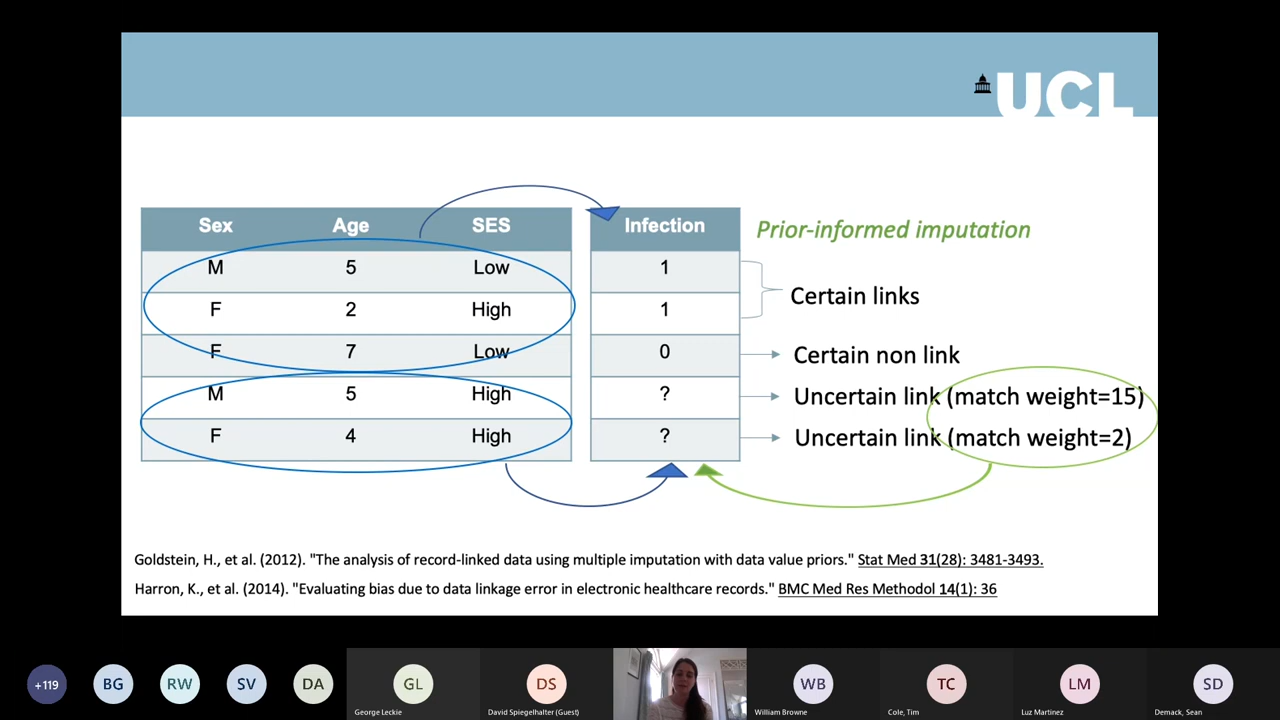 UCL
Sex Age SES Infection Prior-informed imputation
M 5 Low 1
Certain links
F 2 High 1
F 7 Low 0 Certain non link
M 5 High ? Uncertain link (match weight=15)
F 4 High ? Uncertain link (match weight=2)
Goldstein, H., et al. (2012). "The analysis of record-linked data using multiple imputation with data value priors." Stat Med 31(28): 3481-3493.
Harron, K., et al. (2014). "Evaluating bias due to data linkage error in electronic healthcare records." BMC Med Res Methodol 14(1): 36
+119 BG RW SV DA GL DS WB TC LM SD
George Leckie David Spiegelhalter (Guest) William Browne Cole, Tim Luz Martinez Demack, Sean